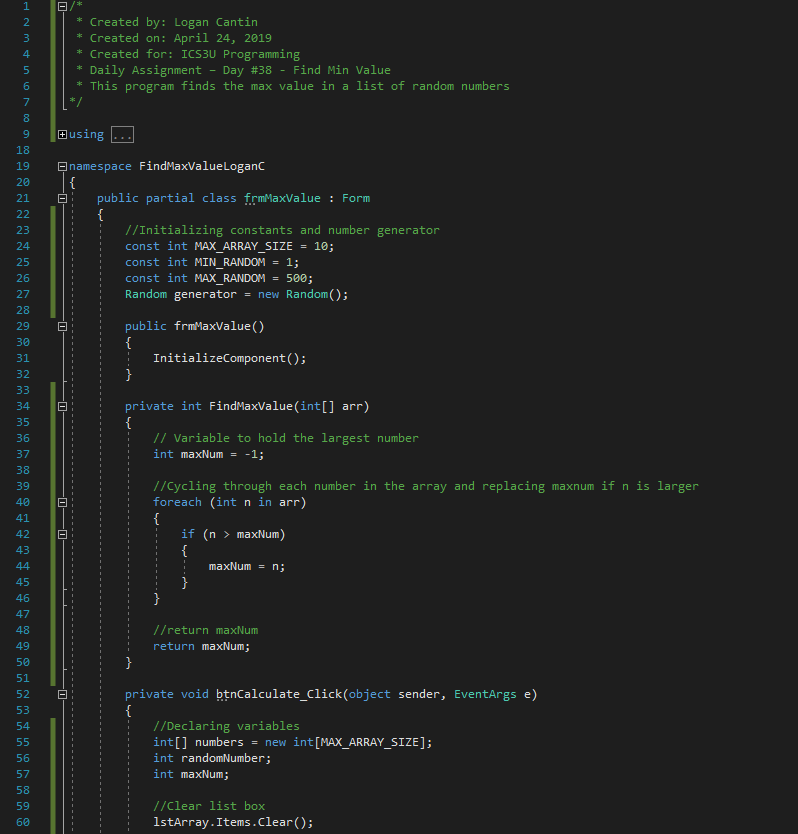 1 /*
2 * Created by: Logan Cantin
3 * Created on: April 24, 2019
4 * Created for: ICS3U Programming
5 * Daily Assignment – Day #38 - Find Min Value
6 * This program finds the max value in a list of random numbers
7 */
8
9 using ...
18
19 namespace FindMaxValueLoganC
20 {
21 public partial class frmMaxValue : Form
22 {
23 //Initializing constants and number generator
24 const int MAX_ARRAY_SIZE = 10;
25 const int MIN_RANDOM = 1;
26 const int MAX_RANDOM = 500;
27 Random generator = new Random();
28
29 public frmMaxValue()
30 {
31 InitializeComponent();
32 }
33
34 private int FindMaxValue(int[] arr)
35 {
36 // Variable to hold the largest number
37 int maxNum = -1;
38
39 //Cycling through each number in the array and replacing maxnum if n is larger
40 foreach (int n in arr)
41 {
42 if (n > maxNum)
43 {
44 maxNum = n;
45 }
46 }
47
48 //return maxNum
49 return maxNum;
50 }
51
52 private void btnCalculate_Click(object sender, EventArgs e)
53 {
54 //Declaring variables
55 int[] numbers = new int[MAX_ARRAY_SIZE];
56 int randomNumber;
57 int maxNum;
58
59 //Clear list box
60 lstArray.Items.Clear();